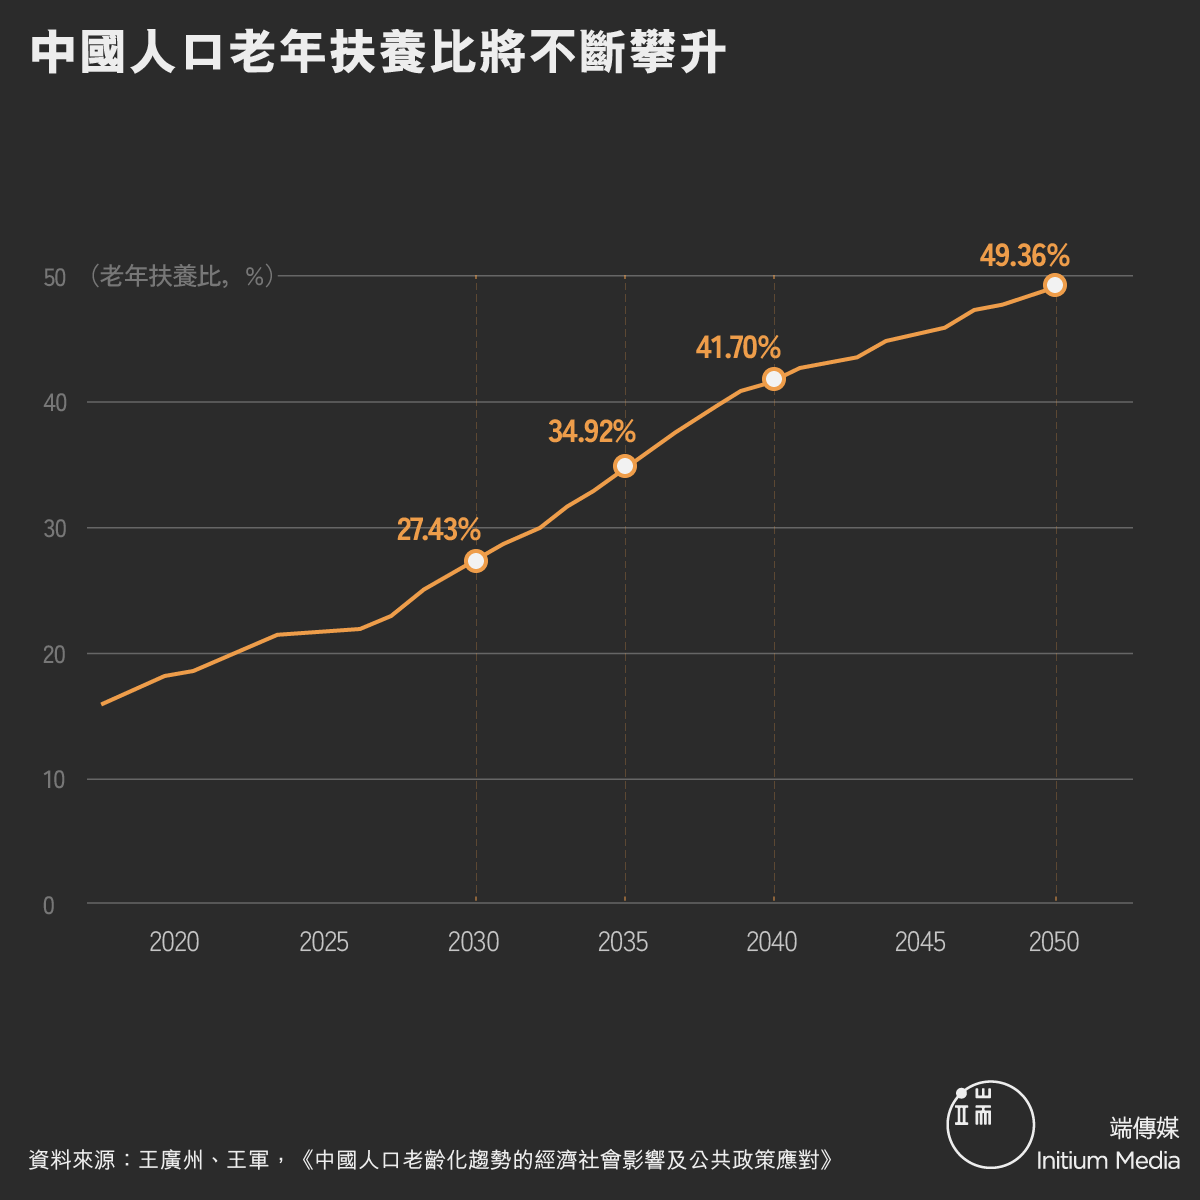 中國人口老年扶養比將不斷攀升
50 （老年扶養比，%）
49.36%
41.70%
40
34.92%
30
27.43%
20
10
0
2020 2025 2030 2035 2040 2045 2050
端
端傳媒
Initium Media
資料來源：王廣州、王軍，《中國人口老齡化趨勢的經濟社會影響及公共政策應對》